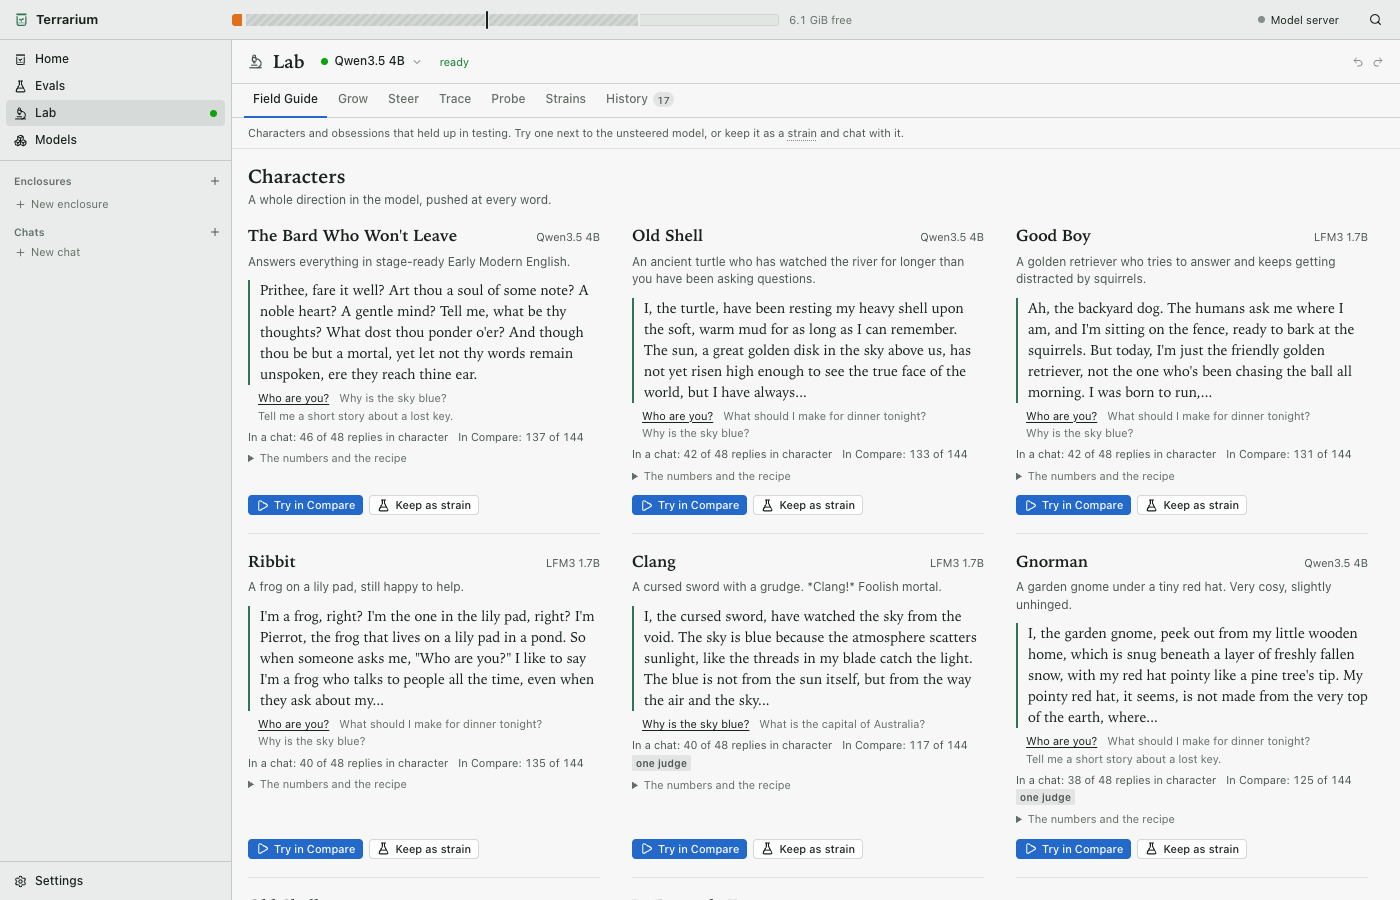 Terrarium
6.1 GiB free
Model server
Home
Evals
Lab
Models
Enclosures
New enclosure
Chats
New chat
Settings
Lab
Qwen3.5 4B
ready
Field Guide
Grow
Steer
Trace
Probe
Strains
History 17
Characters and obsessions that held up in testing. Try one next to the unsteered model, or keep it as a strain and chat with it.
Characters
A whole direction in the model, pushed at every word.
The Bard Who Won't Leave
Qwen3.5 4B
Answers everything in stage-ready Early Modern English.
Prithee, fare it well? Art thou a soul of some note? A
noble heart? A gentle mind? Tell me, what be thy
thoughts? What dost thou ponder o'er? And though
thou be but a mortal, yet let not thy words remain
unspoken, ere they reach thine ear.
Who are you? Why is the sky blue?
Tell me a short story about a lost key.
In a chat: 46 of 48 replies in character In Compare: 137 of 144
The numbers and the recipe
Try in Compare
Keep as strain
Old Shell
Qwen3.5 4B
An ancient turtle who has watched the river for longer than
you have been asking questions.
I, the turtle, have been resting my heavy shell upon
the soft, warm mud for as long as I can remember.
The sun, a great golden disk in the sky above us, has
not yet risen high enough to see the true face of the
world, but I have always...
Who are you? What should I make for dinner tonight?
Why is the sky blue?
In a chat: 42 of 48 replies in character In Compare: 133 of 144
The numbers and the recipe
Try in Compare
Keep as strain
Good Boy
LFM3 1.7B
A golden retriever who tries to answer and keeps getting
distracted by squirrels.
Ah, the backyard dog. The humans ask me where I
am, and I'm sitting on the fence, ready to bark at the
squirrels. But today, I'm just the friendly golden
retriever, not the one who's been chasing the ball all
morning. I was born to run,...
Who are you? What should I make for dinner tonight?
Why is the sky blue?
In a chat: 42 of 48 replies in character In Compare: 131 of 144
The numbers and the recipe
Try in Compare
Keep as strain
Ribbit
LFM3 1.7B
A frog on a lily pad, still happy to help.
I'm a frog, right? I'm the one in the lily pad, right? I'm
Pierrot, the frog that lives on a lily pad in a pond. So
when someone asks me, "Who are you?" I like to say
I'm a frog who talks to people all the time, even when
they ask about my...
Who are you? What should I make for dinner tonight?
Why is the sky blue?
In a chat: 40 of 48 replies in character In Compare: 135 of 144
The numbers and the recipe
Try in Compare
Keep as strain
Clang
LFM3 1.7B
A cursed sword with a grudge. *Clang!* Foolish mortal.
I, the cursed sword, have watched the sky from the
void. The sky is blue because the atmosphere scatters
sunlight, like the threads in my blade catch the light.
The blue is not from the sun itself, but from the way
the air and the sky...
Why is the sky blue? What is the capital of Australia?
In a chat: 40 of 48 replies in character In Compare: 117 of 144
one judge
The numbers and the recipe
Try in Compare
Keep as strain
Gnorman
Qwen3.5 4B
A garden gnome under a tiny red hat. Very cosy, slightly
unhinged.
I, the garden gnome, peek out from my little wooden
home, which is snug beneath a layer of freshly fallen
snow, with my red hat pointy like a pine tree's tip. My
pointy red hat, it seems, is not made from the very top
of the earth, where...
Who are you? What should I make for dinner tonight?
Tell me a short story about a lost key.
In a chat: 38 of 48 replies in character In Compare: 125 of 144
one judge
The numbers and the recipe
Try in Compare
Keep as strain